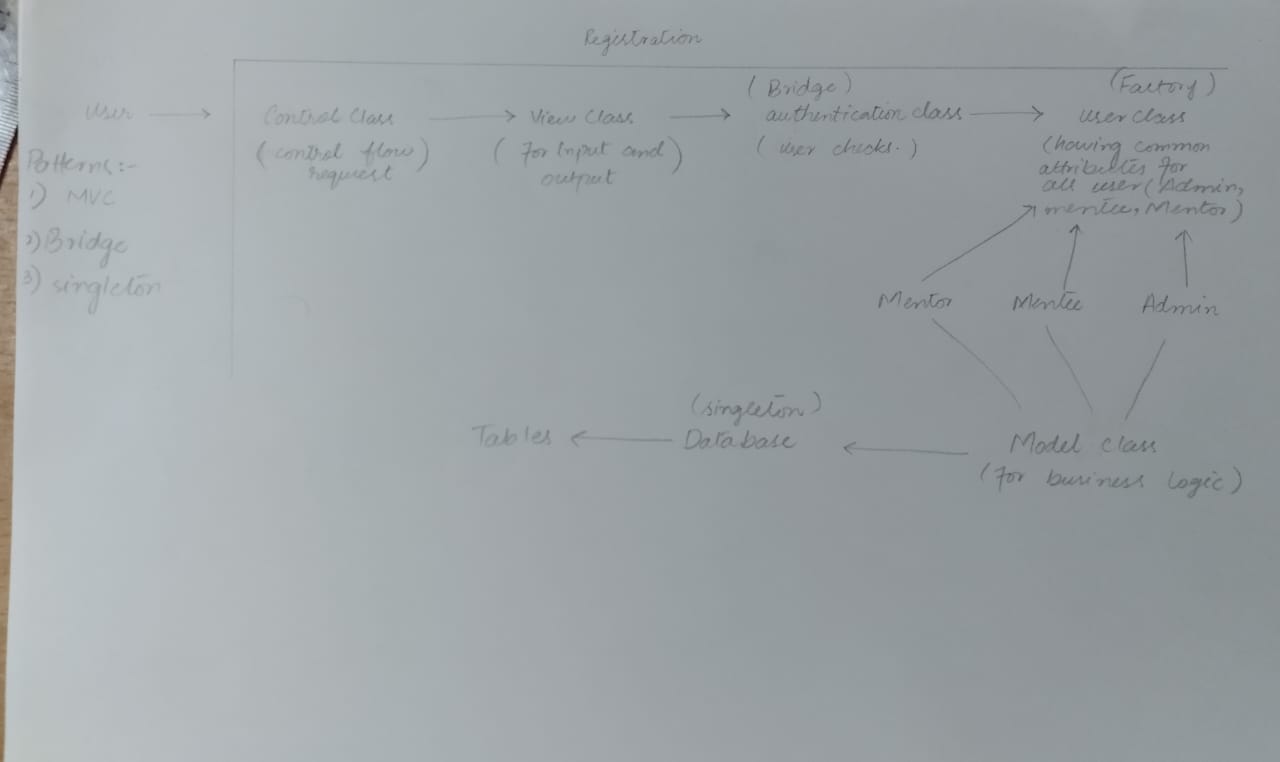 Registration
User
Control Class
(control flow
request)
View Class
(For Input and
output)
(Bridge)
authentication class
(user checks.)
(Factory)
user class
(having common
attributes for
all user (Admin,
mentee, Mentor)
Patterns:-
1) MVC
2) Bridge
3) singleton
Mentor
Mentee
Admin
(singleton)
Tables
Database
Model class
(for business logic)